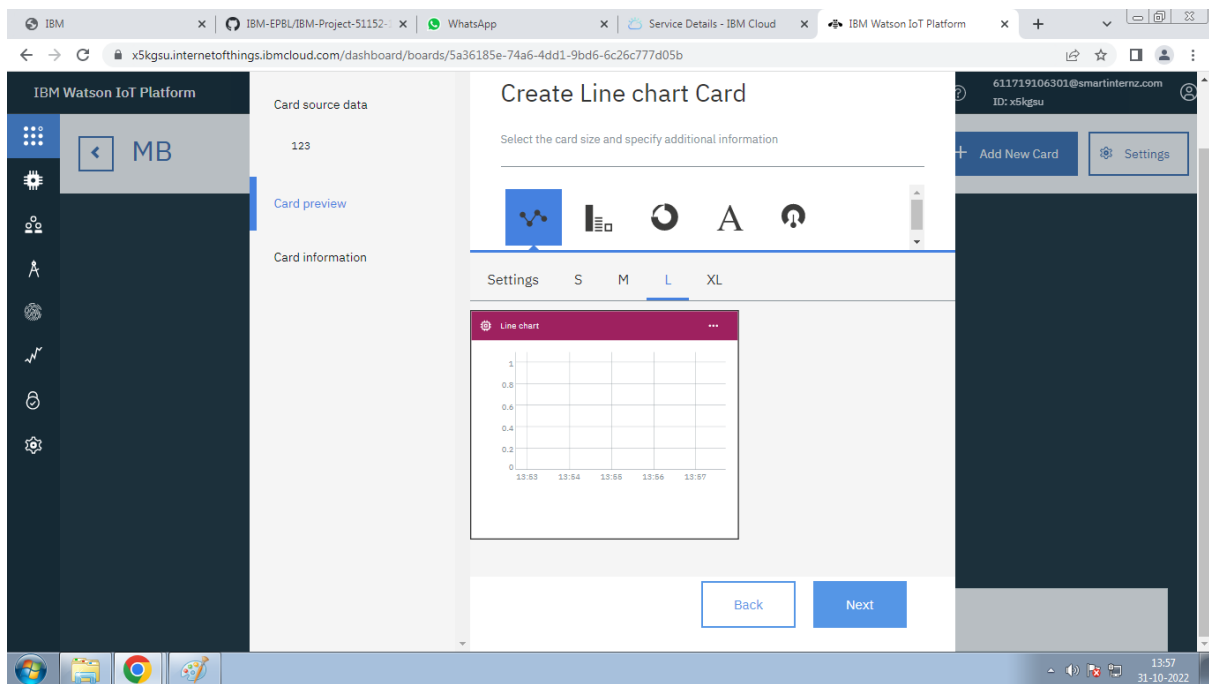 IBM
IBM-EPBL/IBM-Project-51152-
WhatsApp
Service Details - IBM Cloud
IBM Watson IoT Platform
x5kgsu.internetofthings.ibmcloud.com/dashboard/boards/5a36185e-74a6-4dd1-9bd6-6c26c777d05b
IBM Watson IoT Platform
611719106301@smartinternz.com
ID: x5kgsu
MB
Add New Card
Settings
Card source data
123
Card preview
Card information
Create Line chart Card
Select the card size and specify additional information
A
Settings S M L XL
Line chart
1
0.8
0.6
0.4
0.2
0
13:53 13:54 13:55 13:56 13:57
Back Next
13:57
31-10-2022